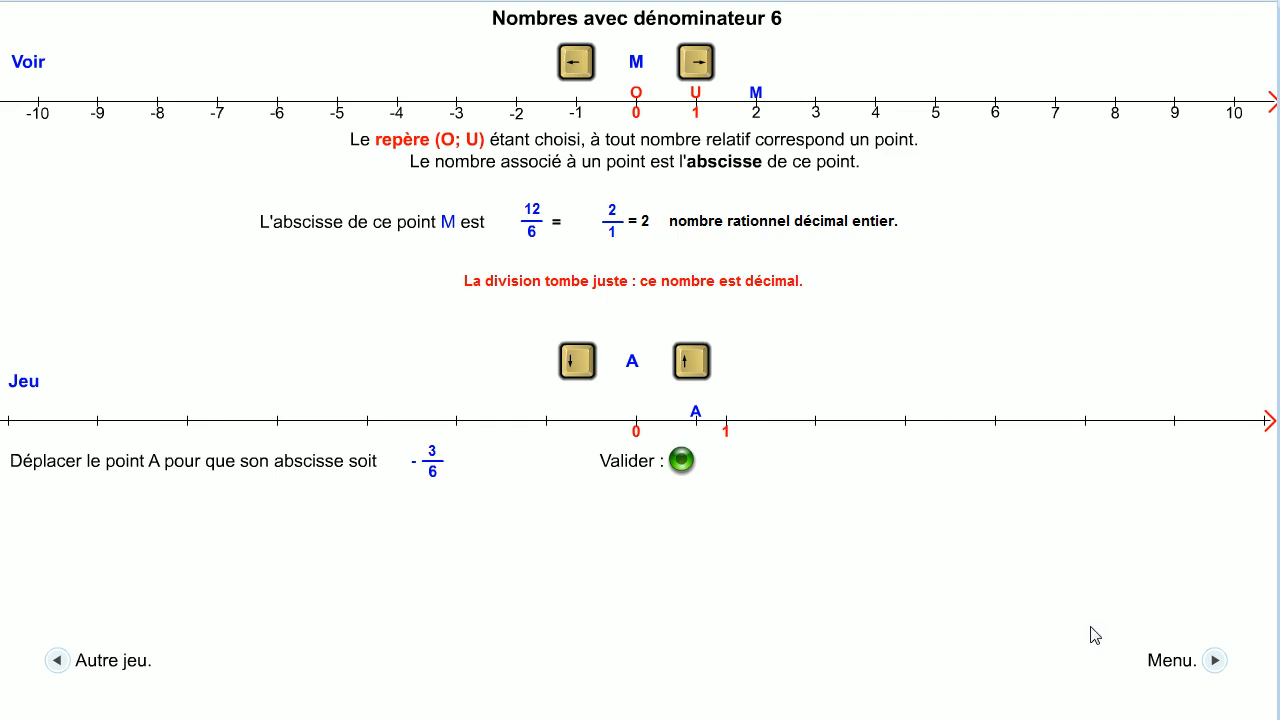 Nombres avec dénominateur 6
Voir
← M →
O U M
-10 -9 -8 -7 -6 -5 -4 -3 -2 -1 0 1 2 3 4 5 6 7 8 9 10
Le repère (O; U) étant choisi, à tout nombre relatif correspond un point.
Le nombre associé à un point est l'abscisse de ce point.
L'abscisse de ce point M est 12/6 = 2/1 = 2 nombre rationnel décimal entier.
La division tombe juste : ce nombre est décimal.
↓ A ↑
Jeu
A
0 1
Déplacer le point A pour que son abscisse soit - 3/6 Valider :
Autre jeu. Menu.